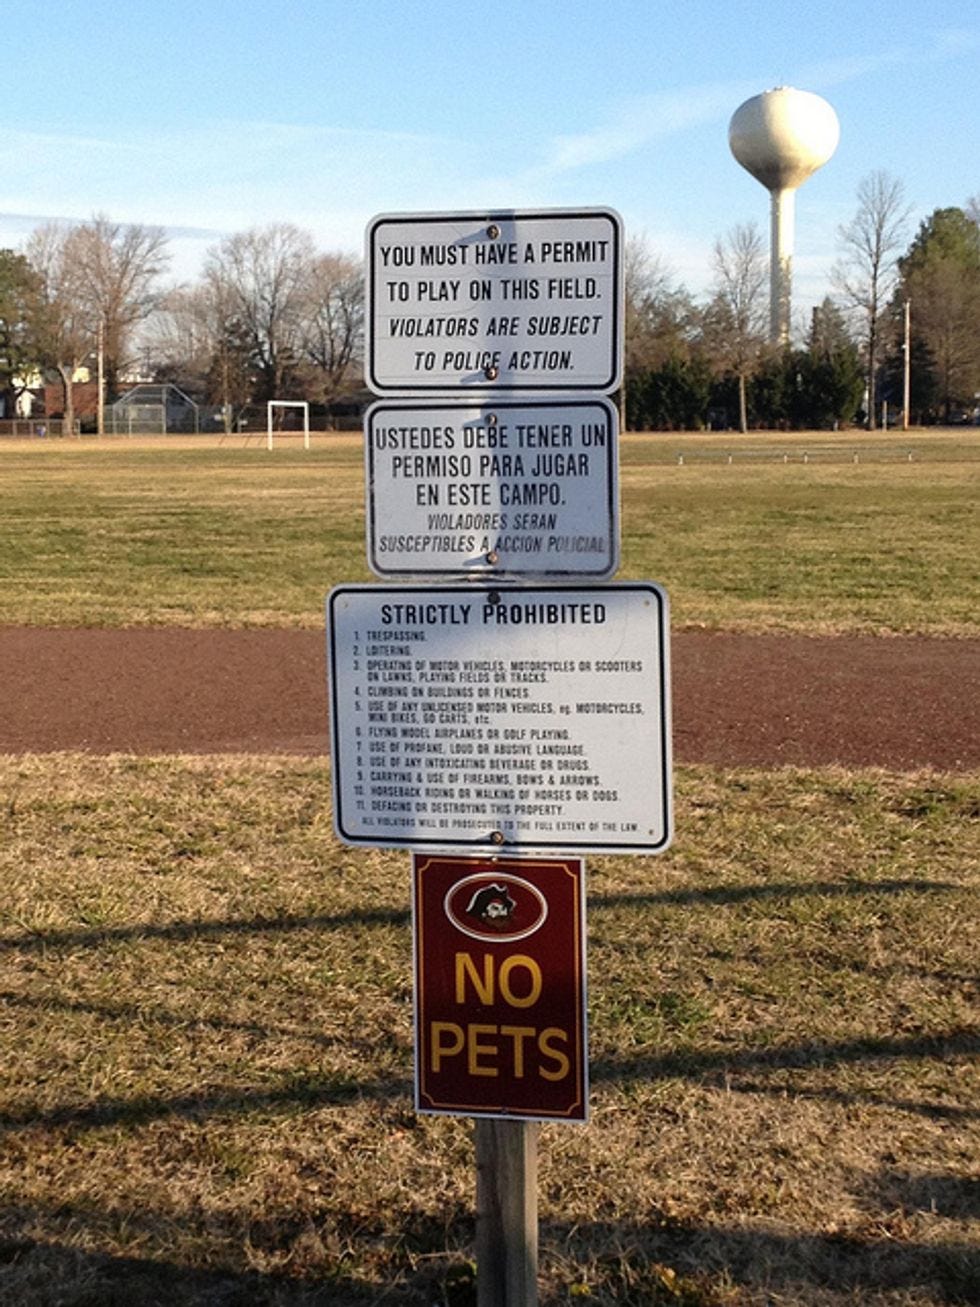 YOU MUST HAVE A PERMIT
TO PLAY ON THIS FIELD.
VIOLATORS ARE SUBJECT
TO POLICE ACTION.
USTEDES DEBE TENER UN
PERMISO PARA JUGAR
EN ESTE CAMPO.
VIOLADORES SERAN
SUSCEPTIBLES A ACCION POLICIAL
STRICTLY PROHIBITED
1. TRESPASSING.
2. LOITERING.
3. OPERATING OF MOTOR VEHICLES, MOTORCYCLES OR SCOOTERS
ON LAWNS, PLAYING FIELDS OR TRACKS.
4. CLIMBING ON BUILDINGS OR FENCES.
5. USE OF ANY UNLICENSED MOTOR VEHICLES, eg. MOTORCYCLES,
MINI BIKES, GO CARTS, etc.
6. FLYING MODEL AIRPLANES OR GOLF PLAYING.
7. USE OF PROFANE, LOUD OR ABUSIVE LANGUAGE.
8. USE OF ANY INTOXICATING BEVERAGE OR DRUGS.
9. CARRYING & USE OF FIREARMS, BOWS & ARROWS.
10. HORSEBACK RIDING OR WALKING OF HORSES OR DOGS.
11. DEFACING OR DESTROYING THIS PROPERTY.
ALL VIOLATORS WILL BE PROSECUTED TO THE FULL EXTENT OF THE LAW.
NO
PETS